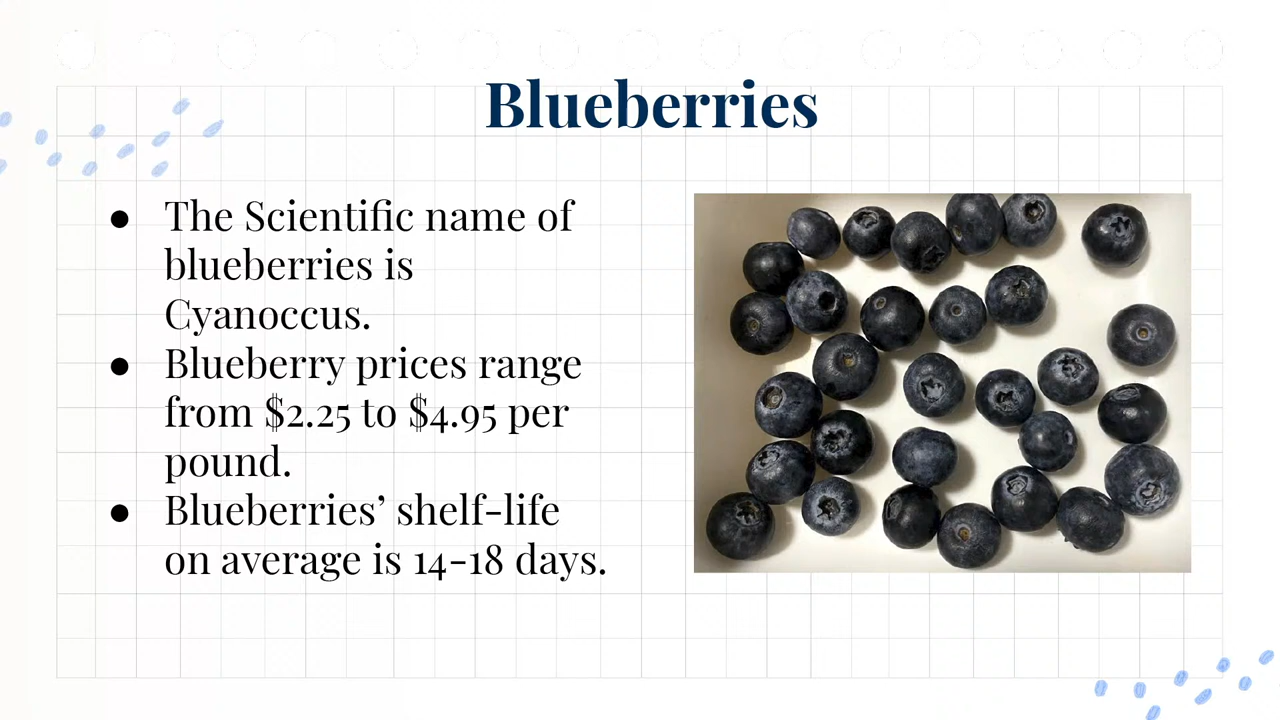 Blueberries
● The Scientific name of
blueberries is
Cyanoccus.
● Blueberry prices range
from $2.25 to $4.95 per
pound.
● Blueberries’ shelf-life
on average is 14-18 days.